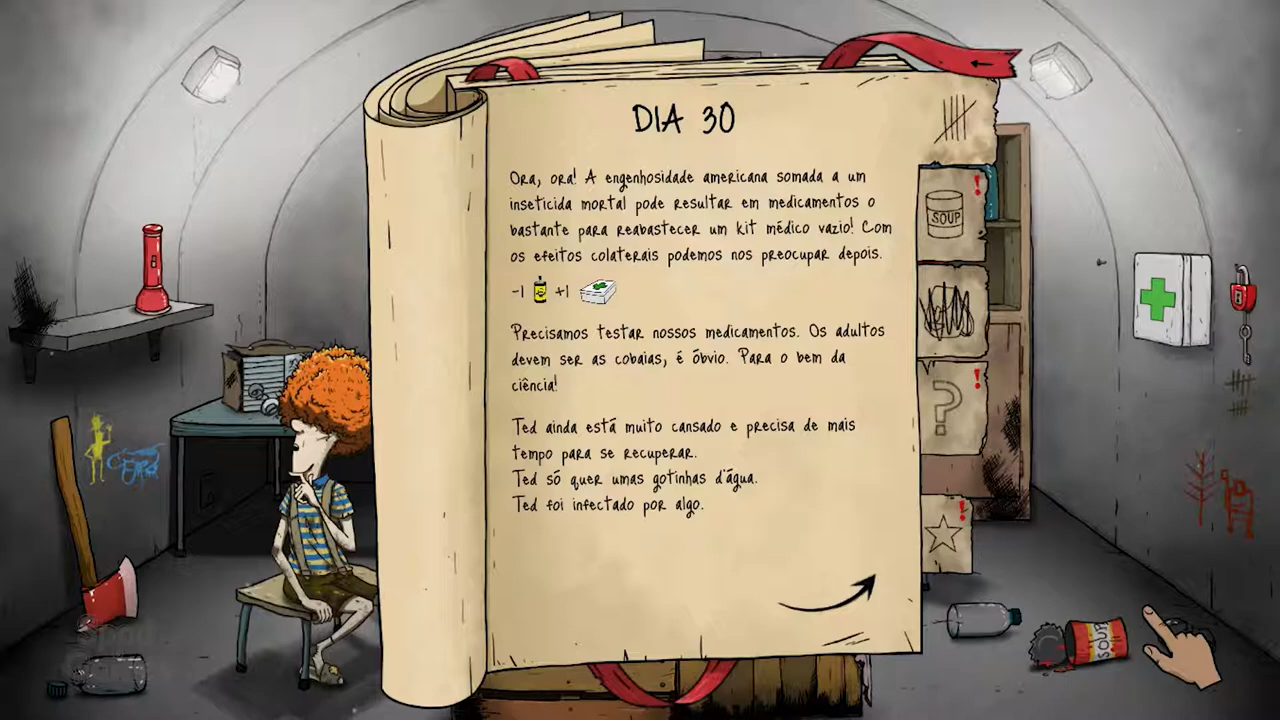 DIA 30
Ora, ora! A engenhosidade americana somada a um
inseticida mortal pode resultar em medicamentos o
bastante para reabastecer um kit médico vazio! Com
os efeitos colaterais podemos nos preocupar depois.
-1 +1
Precisamos testar nossos medicamentos. Os adultos
devem ser as cobaias, é óbvio. Para o bem da
ciência!
Ted ainda está muito cansado e precisa de mais
tempo para se recuperar.
Ted só quer umas gotinhas d'água.
Ted foi infectado por algo.
!
SOUP
!
?
!
SOUP